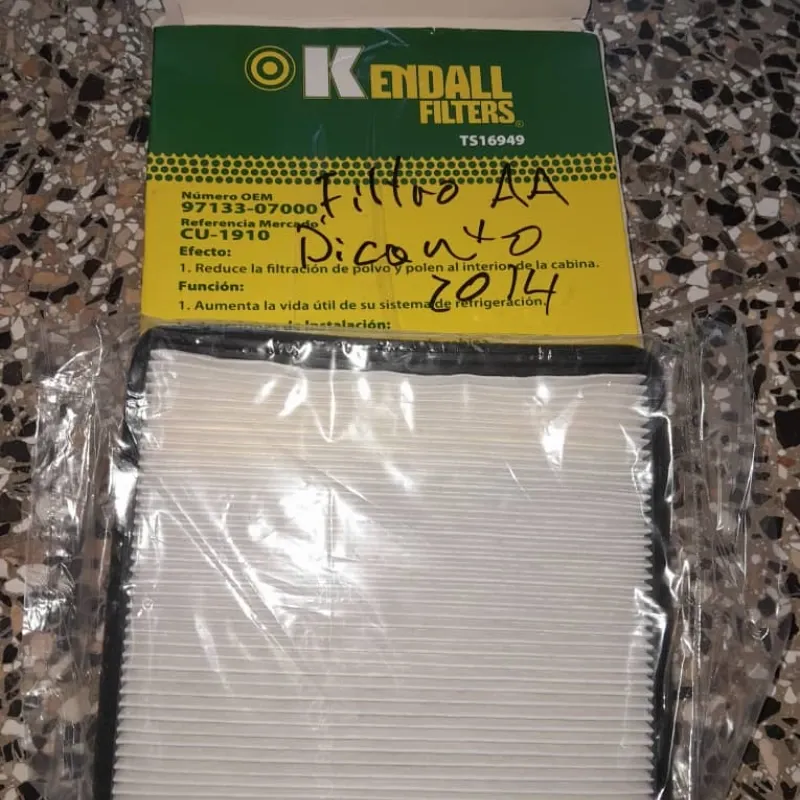 KENDALL
FILTERS
TS16949
Número OEM
97133-07000
Filtro AA
Referencia Mercado
CU-1910
Picanto
Efecto:
1. Reduce la filtración de polvo y polen al interior de la cabina.
2014
Función:
1. Aumenta la vida útil de su sistema de refrigeración.
de Instalación: